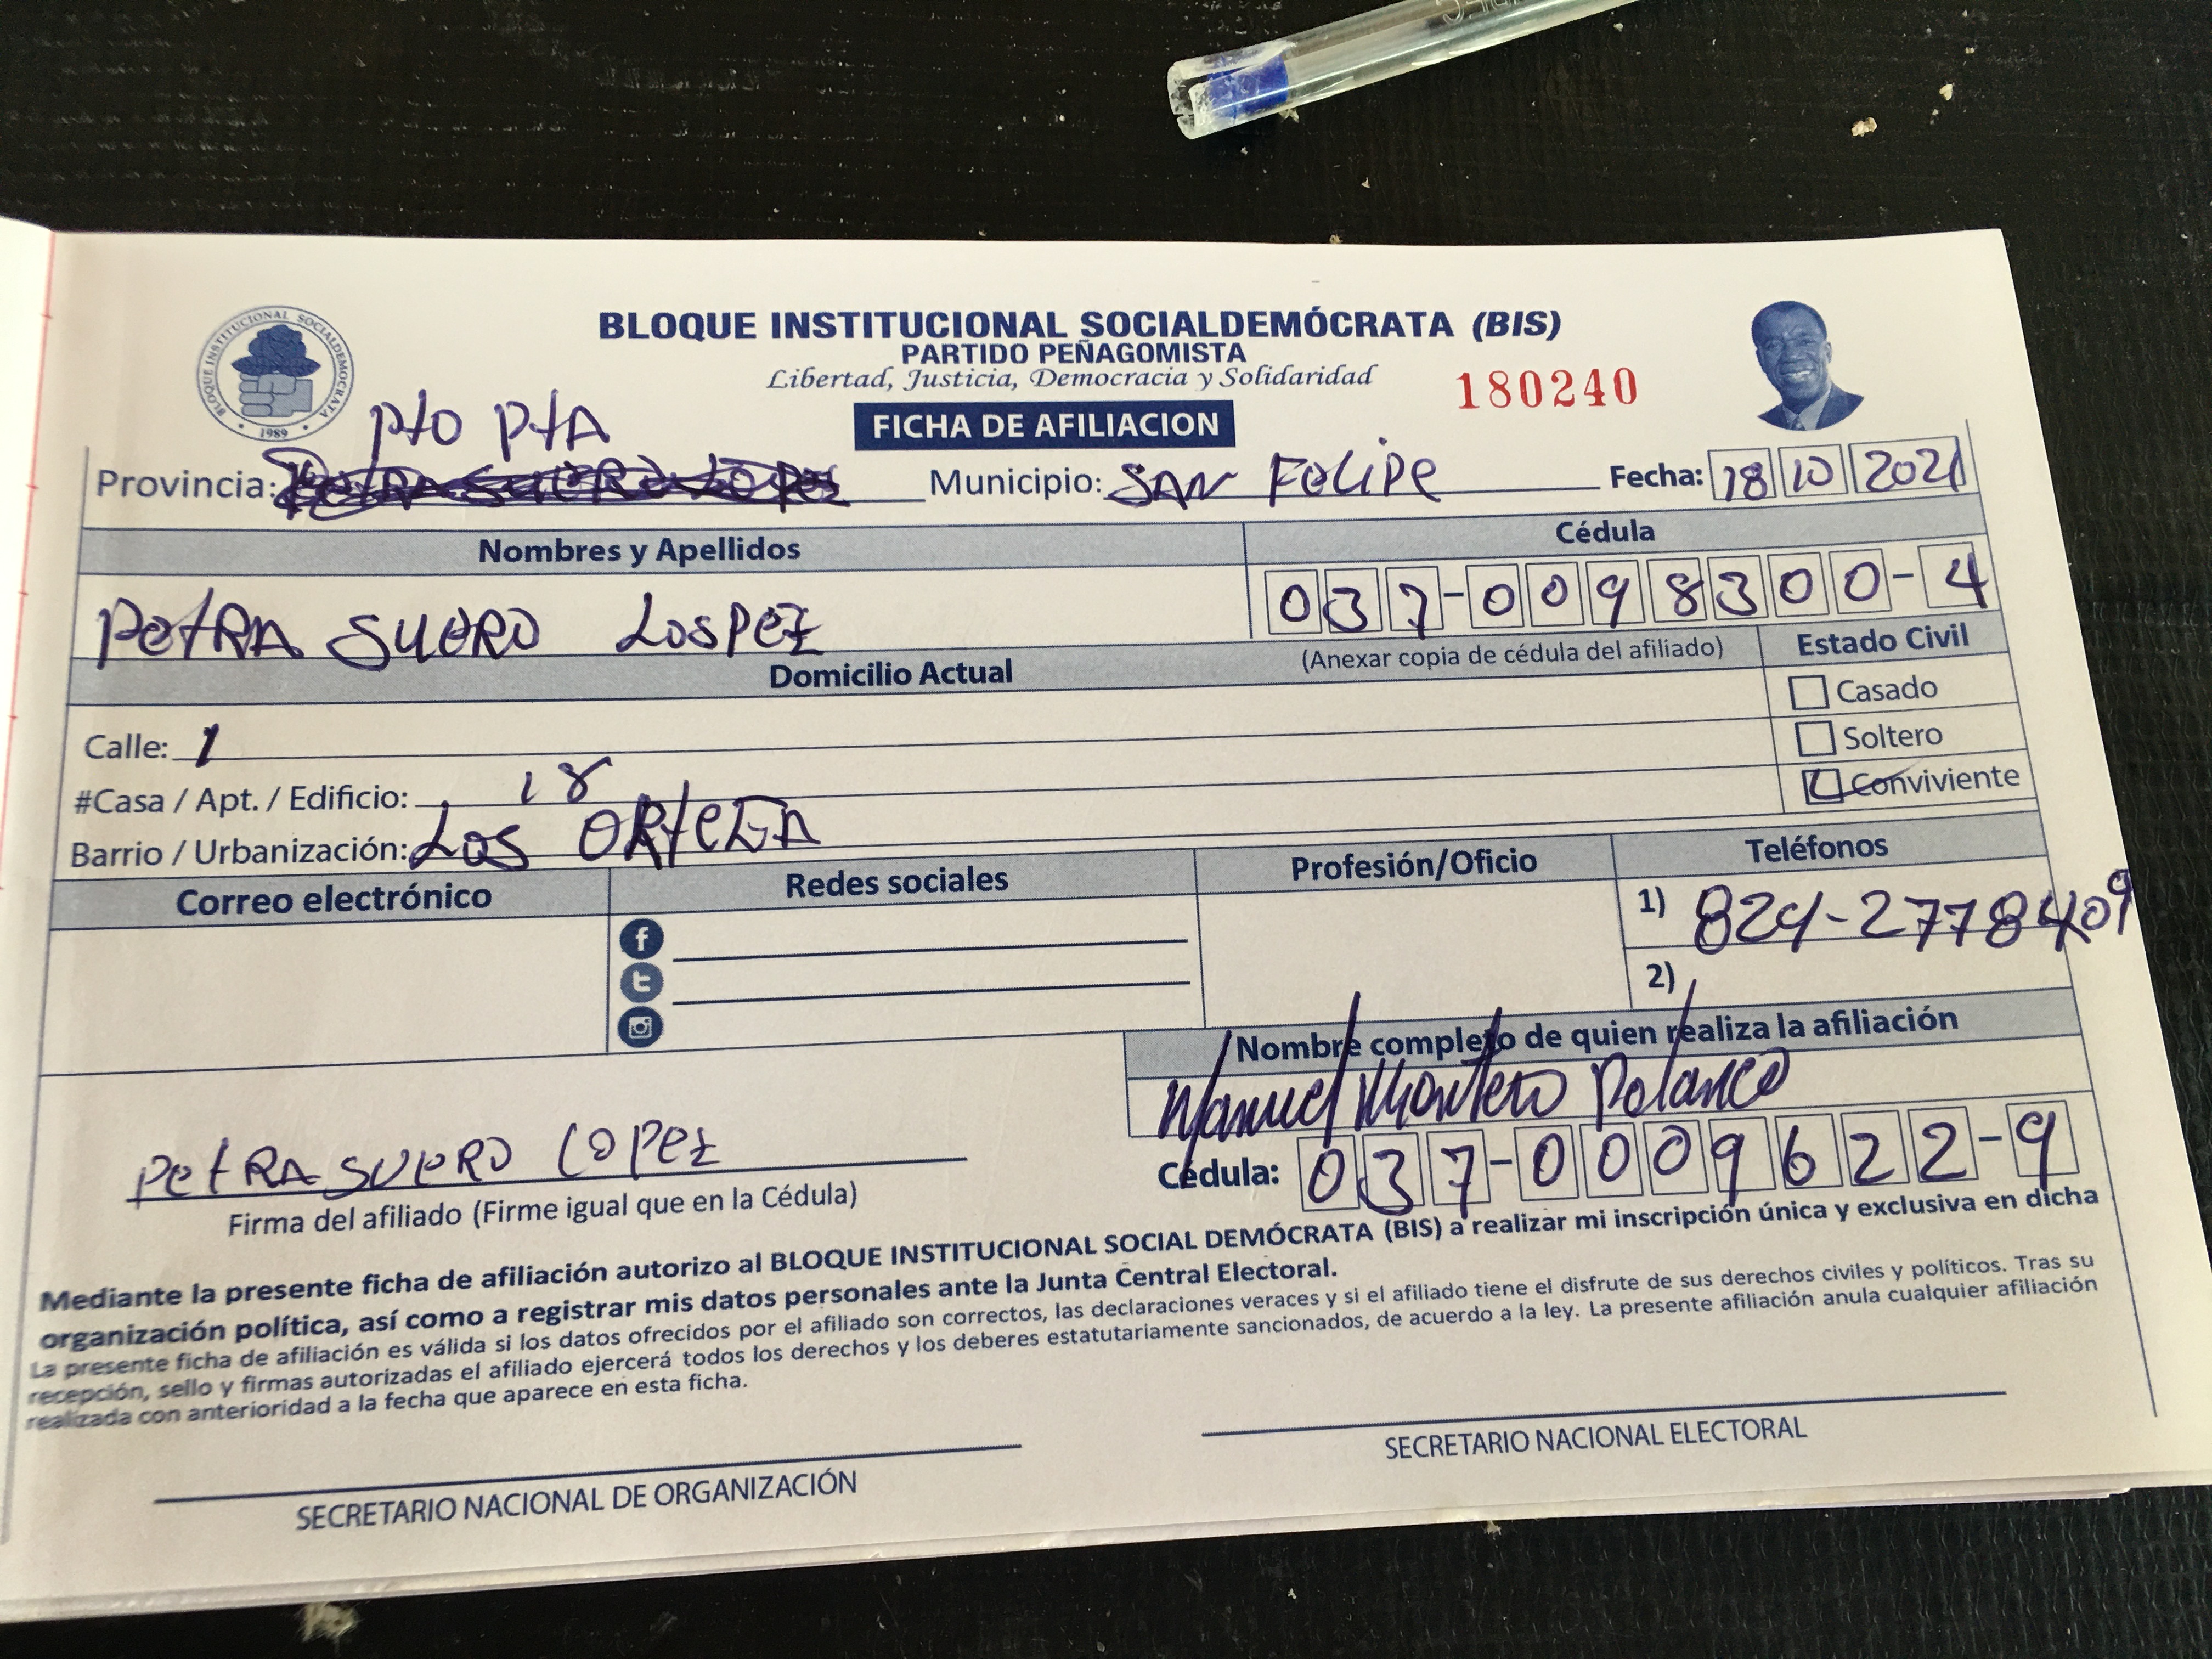 BLOQUE INSTITUCIONAL SOCIALDEMÓCRATA (BIS)
PARTIDO PEÑAGOMISTA
Libertad, Justicia, Democracia y Solidaridad
BLOQUE INSTITUCIONAL SOCIALDEMOCRATA
• 1989 •
180240
FICHA DE AFILIACION
Pto PtA
Provincia: Municipio: SAN FELIPE Fecha: 18 10 2021
Nombres y Apellidos Cédula
PetRA SUERO LOSPEZ 037-0098300-4
Domicilio Actual (Anexar copia de cédula del afiliado) Estado Civil
Casado
Calle: 1 Soltero
#Casa / Apt. / Edificio: 18 Conviviente
Barrio / Urbanización: Los
Correo electrónico Redes sociales Profesión/Oficio Teléfonos
1) 829-2778409
2)
Nombre completo de quien realiza la afiliación
Manuel Montero Polanco
PetRA SUERO LOPEZ
Cédula: 037-0009622-9
Firma del afiliado (Firme igual que en la Cédula)
Mediante la presente ficha de afiliación autorizo al BLOQUE INSTITUCIONAL SOCIAL DEMÓCRATA (BIS) a realizar mi inscripción única y exclusiva en dicha
organización política, así como a registrar mis datos personales ante la Junta Central Electoral.
La presente ficha de afiliación es válida si los datos ofrecidos por el afiliado son correctos, las declaraciones veraces y si el afiliado tiene el disfrute de sus derechos civiles y políticos. Tras su
recepción, sello y firmas autorizadas el afiliado ejercerá todos los derechos y los deberes estatutariamente sancionados, de acuerdo a la ley. La presente afiliación anula cualquier afiliación
realizada con anterioridad a la fecha que aparece en esta ficha.
SECRETARIO NACIONAL DE ORGANIZACIÓN SECRETARIO NACIONAL ELECTORAL